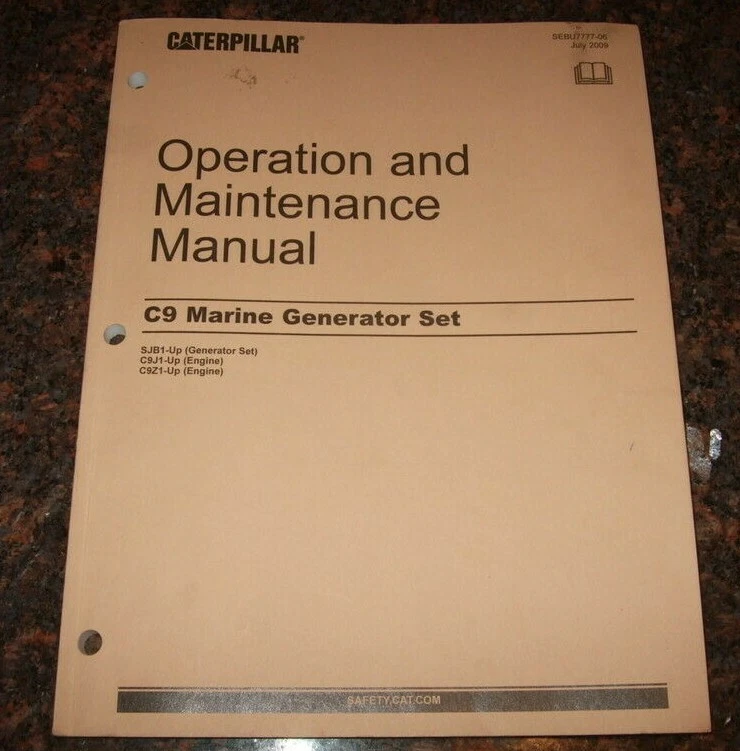 CATERPILLAR®
SEBU7777-06
July 2009
Operation and
Maintenance
Manual
C9 Marine Generator Set
SJB1-Up (Generator Set)
C9J1-Up (Engine)
C9Z1-Up (Engine)
SAFETY.CAT.COM